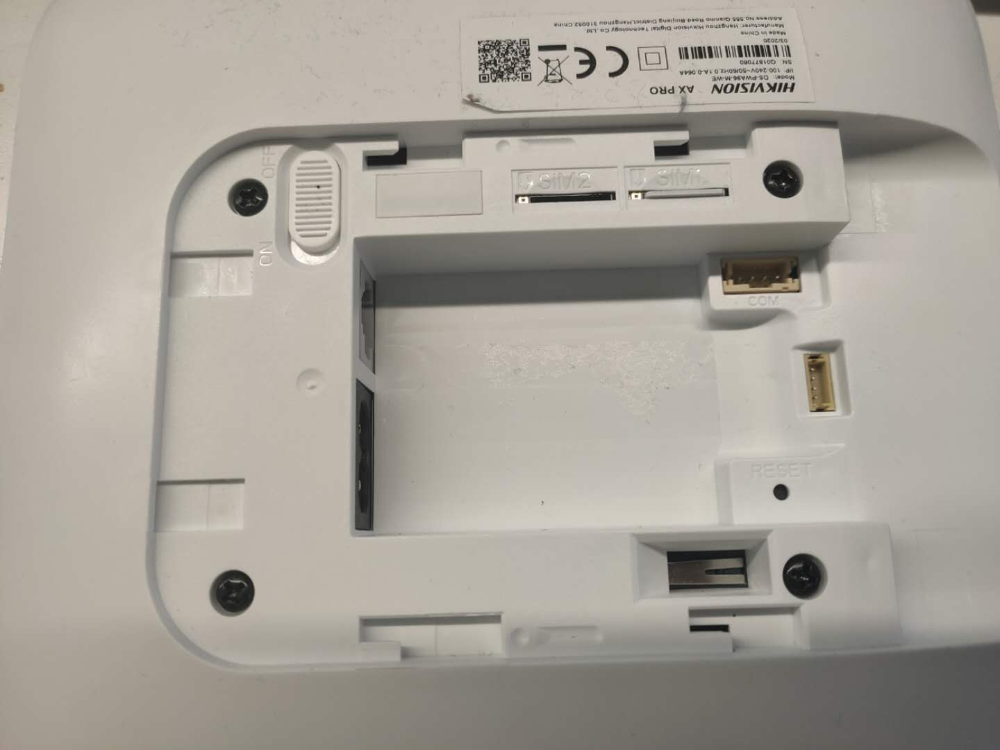 HIKVISION AX PRO
Model: DS-PWA96-M-WE
I/P: 100-240V~50/60Hz,0.1A-0.064A
SN: Q01877080
03/2020
Made in China
Manufacturer: Hangzhou Hikvision Digital Technology Co.,Ltd.
Address:No.555 Qianmo Road,Binjiang District,Hangzhou 310052,China
OFF
ON
SIM2
SIM1
COM
RESET